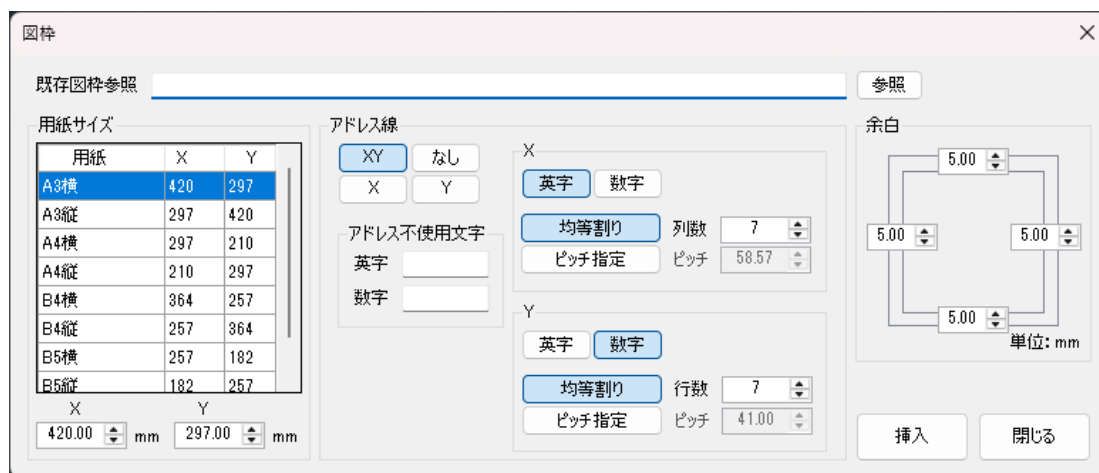 図枠
既存図枠参照 参照
用紙サイズ
用紙 X Y
A3横 420 297
A3縦 297 420
A4横 297 210
A4縦 210 297
B4横 364 257
B4縦 257 364
B5横 257 182
B5縦 182 257
X Y
420.00 mm 297.00 mm
アドレス線
XY なし
X Y
アドレス不使用文字
英字
数字
X
英字 数字
均等割り 列数 7
ピッチ指定 ピッチ 58.57
Y
英字 数字
均等割り 行数 7
ピッチ指定 ピッチ 41.00
余白
5.00
5.00 5.00
5.00
単位: mm
挿入 閉じる